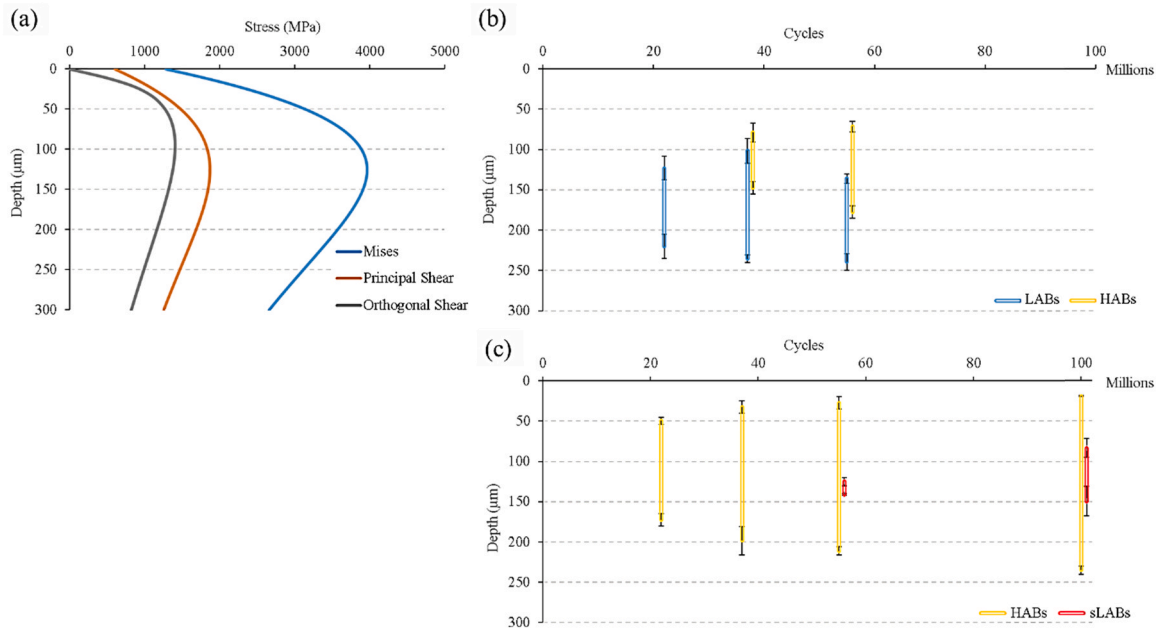 (a)
Stress (MPa)
0 1000 2000 3000 4000 5000
0
50
100
150
200
250
300
Depth (µm)
Mises
Principal Shear
Orthogonal Shear
(b)
Cycles
0 20 40 60 80 100
Millions
0
50
100
150
200
250
300
Depth (µm)
LABs HABs
(c)
Cycles
0 20 40 60 80 100
Millions
0
50
100
150
200
250
300
Depth (µm)
HABs sLABs